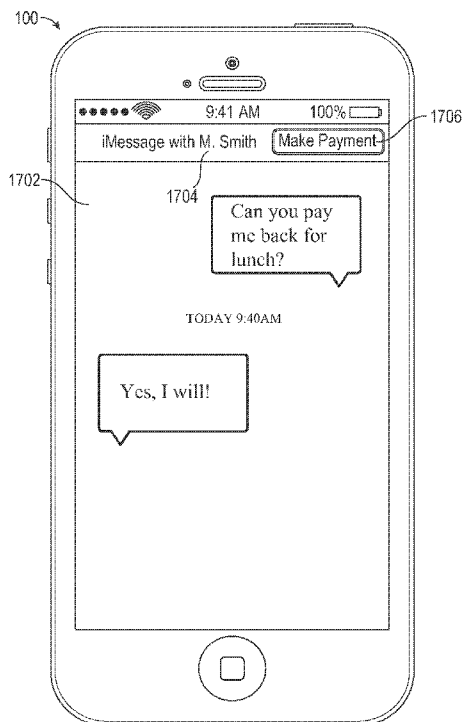 100
9:41 AM 100%
1706
iMessage with M. Smith Make Payment
1702
1704
Can you pay
me back for
lunch?
TODAY 9:40AM
Yes, I will!